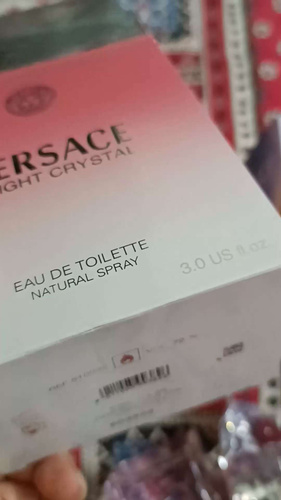 ERSACE
IGHT CRYSTAL
EAU DE TOILETTE
NATURAL SPRAY
3.0 US fl.oz.